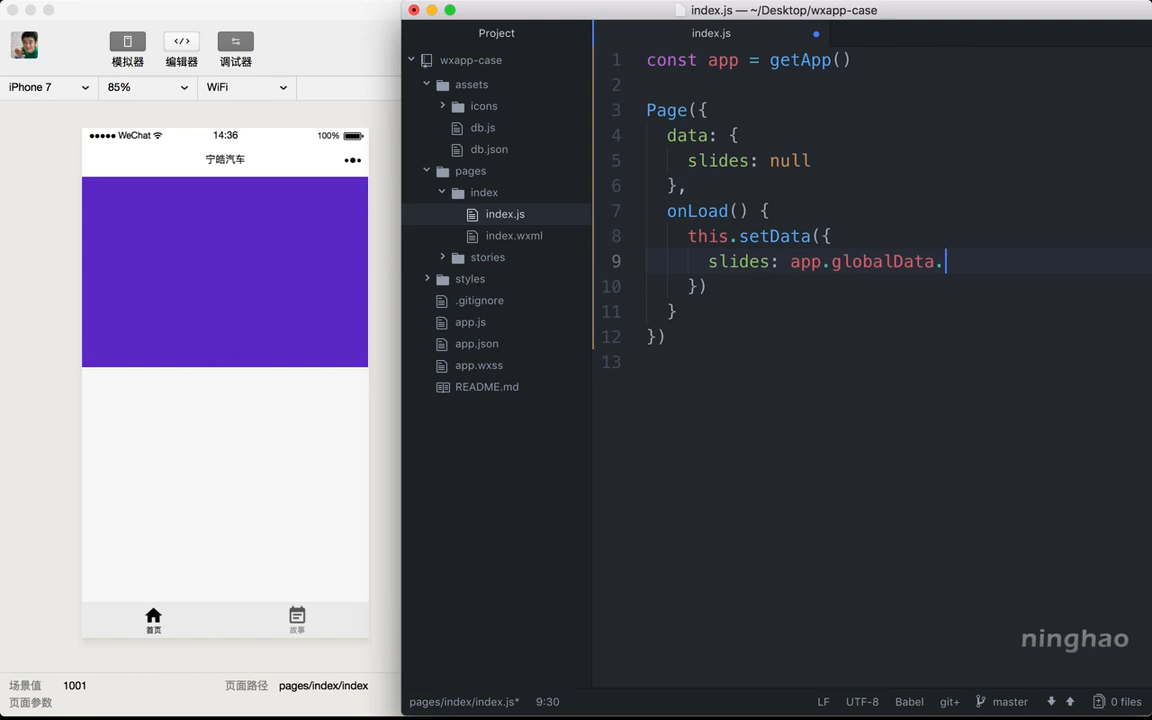 index.js — ~/Desktop/wxapp-case
模拟器
编辑器
调试器
iPhone 7
85%
WiFi
WeChat
14:36
100%
宁皓汽车
首页
故事
场景值
1001
页面路径
pages/index/index
页面参数
Project
wxapp-case
assets
icons
db.js
db.json
pages
index
index.js
index.wxml
stories
styles
.gitignore
app.js
app.json
app.wxss
README.md
index.js
1 const app = getApp()
2
3 Page({
4 data: {
5 slides: null
6 },
7 onLoad() {
8 this.setData({
9 slides: app.globalData.
10 })
11 }
12 })
13
ninghao
pages/index/index.js*
9:30
LF
UTF-8
Babel
git+
master
0 files